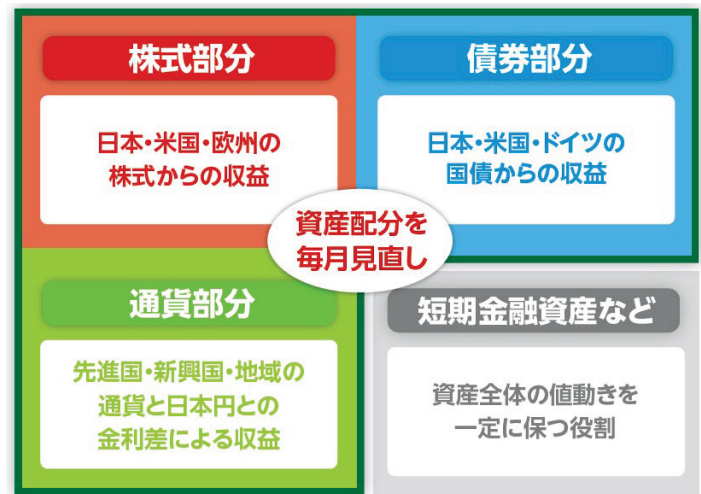 株式部分
日本・米国・欧州の
株式からの収益
債券部分
日本・米国・ドイツの
国債からの収益
資産配分を
毎月見直し
通貨部分
先進国・新興国・地域の
通貨と日本円との
金利差による収益
短期金融資産など
資産全体の値動きを
一定に保つ役割